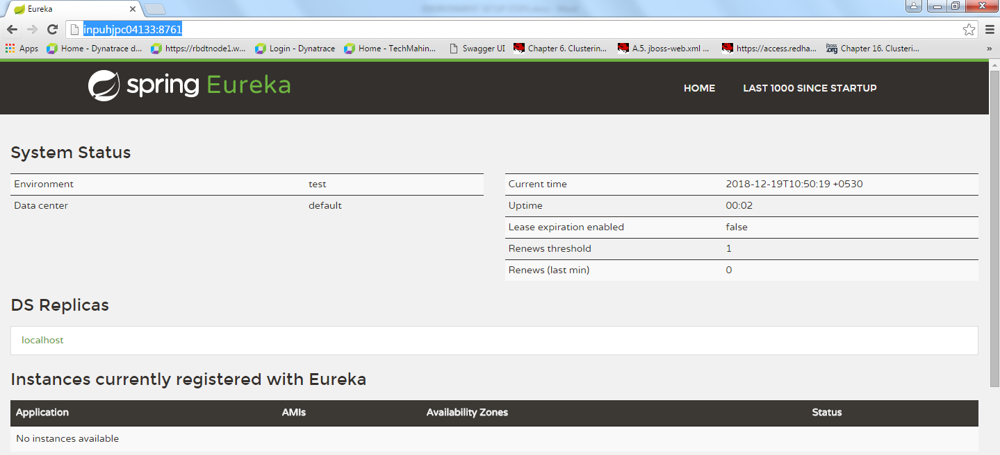 Eureka
inpuhjpc04133:8761
Apps Home - Dynatrace d... https://rbdtnode1.w... Login - Dynatrace Home - TechMahin... Swagger UI Chapter 6. Clusterin... A.5. jboss-web.xml ... https://access.redha... Chapter 16. Clusteri... »
spring Eureka HOME LAST 1000 SINCE STARTUP
System Status
Environment test
Data center default
Current time 2018-12-19T10:50:19 +0530
Uptime 00:02
Lease expiration enabled false
Renews threshold 1
Renews (last min) 0
DS Replicas
localhost
Instances currently registered with Eureka
Application AMIs Availability Zones Status
No instances available